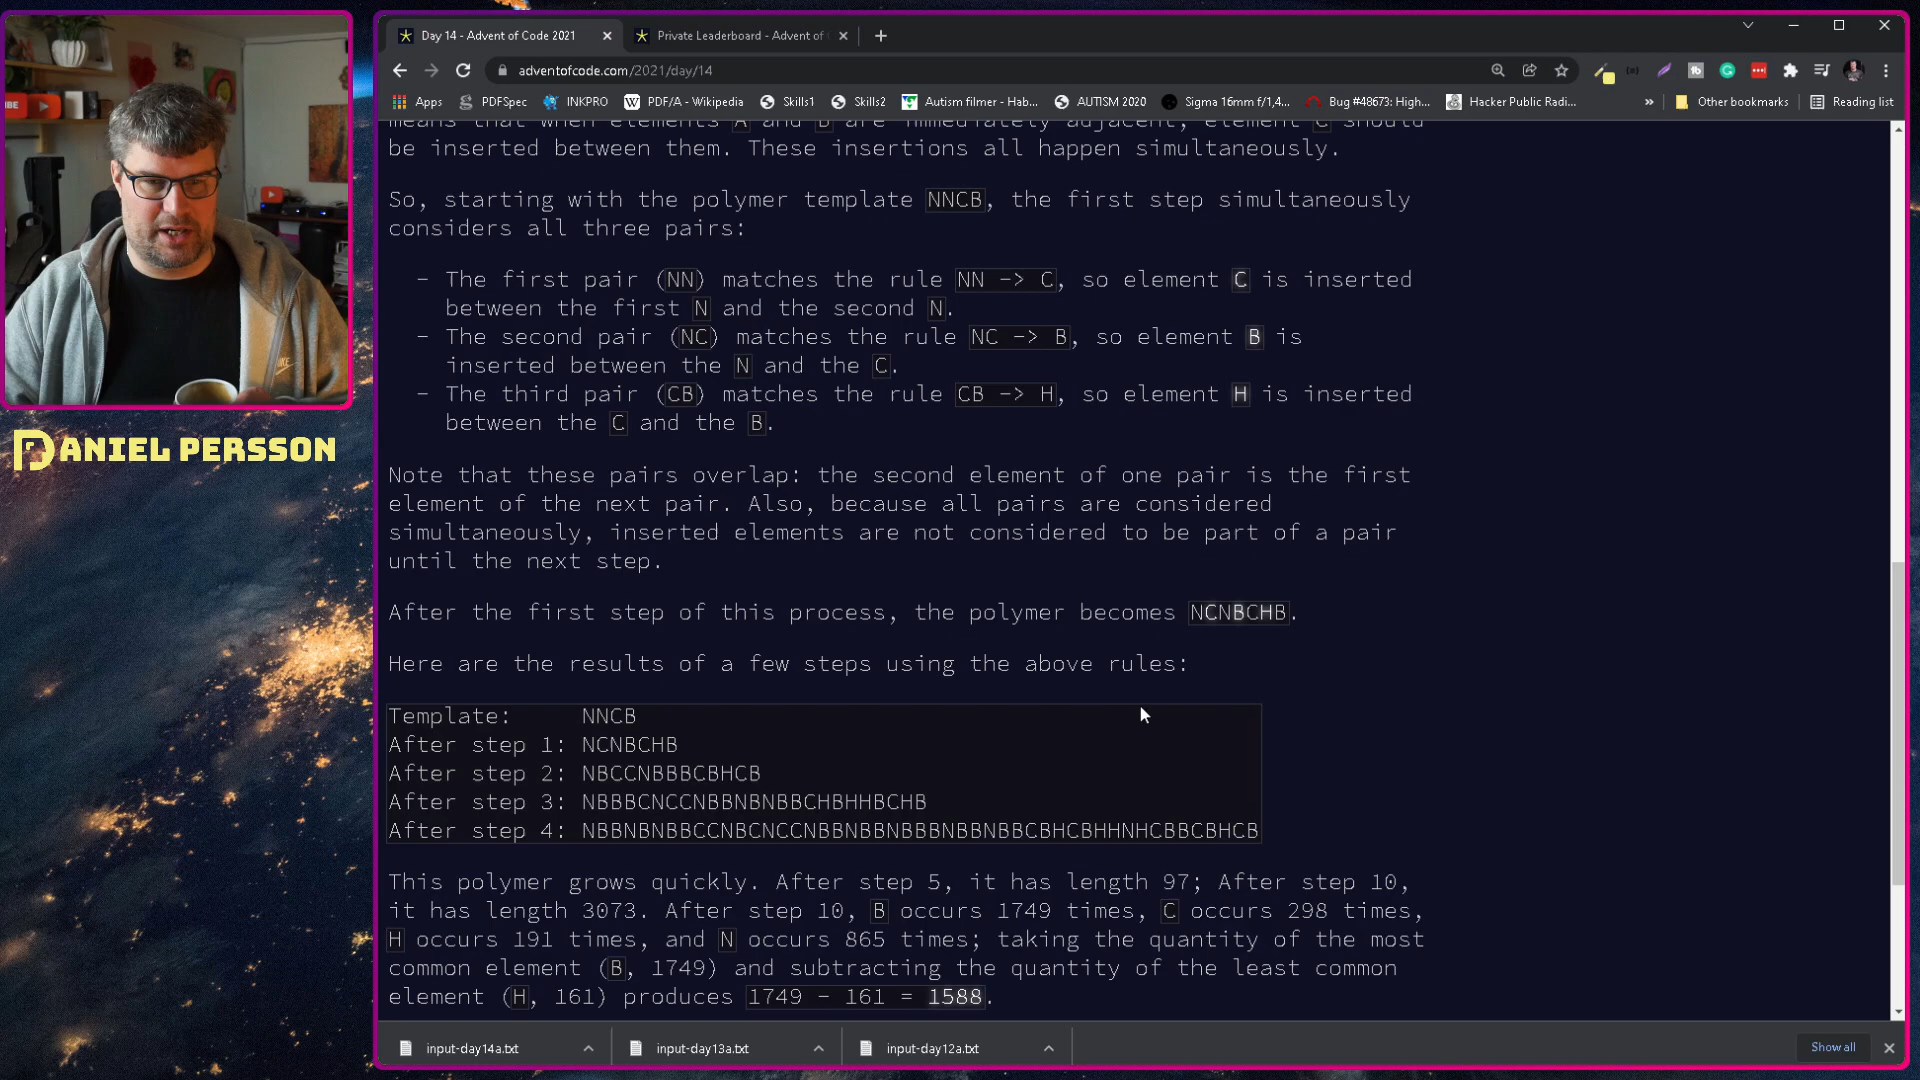 Day 14 - Advent of Code 2021
Private Leaderboard - Advent of
adventofcode.com/2021/day/14
Apps PDFSpec INKPRO PDF/A - Wikipedia Skills1 Skills2 Autism filmer - Hab... AUTISM 2020 Sigma 16mm f/1,4... Bug #48673: High... Hacker Public Radi... » Other bookmarks Reading list
means that when elements A and B are immediately adjacent, element C should
be inserted between them. These insertions all happen simultaneously.
So, starting with the polymer template NNCB, the first step simultaneously
considers all three pairs:
- The first pair (NN) matches the rule NN -> C, so element C is inserted
between the first N and the second N.
- The second pair (NC) matches the rule NC -> B, so element B is
inserted between the N and the C.
- The third pair (CB) matches the rule CB -> H, so element H is inserted
between the C and the B.
Note that these pairs overlap: the second element of one pair is the first
element of the next pair. Also, because all pairs are considered
simultaneously, inserted elements are not considered to be part of a pair
until the next step.
After the first step of this process, the polymer becomes NCNBCHB.
Here are the results of a few steps using the above rules:
Template: NNCB
After step 1: NCNBCHB
After step 2: NBCCNBBBCBHCB
After step 3: NBBBCNCCNBBNBNBBCHBHHBCHB
After step 4: NBBNBNBBCCNBCNCCNBBNBBNBBBNBBNBBCBHCBHHNHCBBCBHCB
This polymer grows quickly. After step 5, it has length 97; After step 10,
it has length 3073. After step 10, B occurs 1749 times, C occurs 298 times,
H occurs 191 times, and N occurs 865 times; taking the quantity of the most
common element (B, 1749) and subtracting the quantity of the least common
element (H, 161) produces 1749 - 161 = 1588.
input-day14a.txt input-day13a.txt input-day12a.txt Show all
DANIEL PERSSON